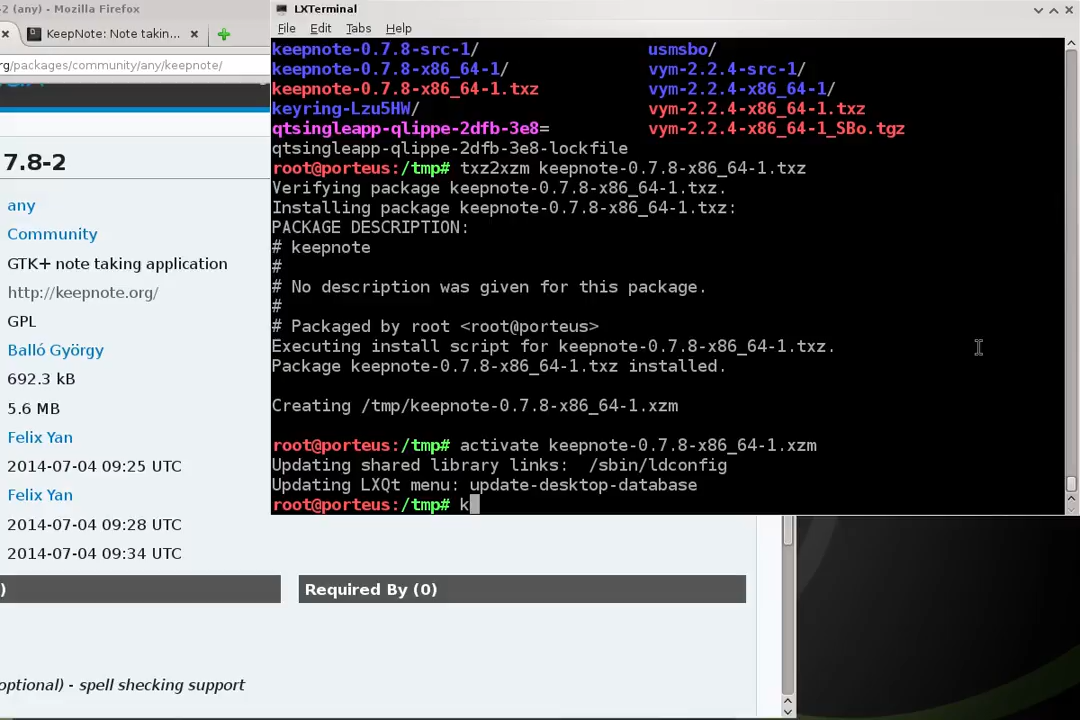 -2 (any) - Mozilla Firefox
KeepNote: Note takin...
rg/packages/community/any/keepnote/
7.8-2
any
Community
GTK+ note taking application
http://keepnote.org/
GPL
Balló György
692.3 kB
5.6 MB
Felix Yan
2014-07-04 09:25 UTC
Felix Yan
2014-07-04 09:28 UTC
2014-07-04 09:34 UTC
)
Required By (0)
optional) - spell checking support
LXTerminal
File Edit Tabs Help
keepnote-0.7.8-src-1/ usmsbo/
keepnote-0.7.8-x86_64-1/ vym-2.2.4-src-1/
keepnote-0.7.8-x86_64-1.txz vym-2.2.4-x86_64-1/
keyring-Lzu5HW/ vym-2.2.4-x86_64-1.txz
qtsingleapp-qlippe-2dfb-3e8= vym-2.2.4-x86_64-1_SBo.tgz
qtsingleapp-qlippe-2dfb-3e8-lockfile
root@porteus:/tmp# txz2xzm keepnote-0.7.8-x86_64-1.txz
Verifying package keepnote-0.7.8-x86_64-1.txz.
Installing package keepnote-0.7.8-x86_64-1.txz:
PACKAGE DESCRIPTION:
# keepnote
#
# No description was given for this package.
#
# Packaged by root <root@porteus>
Executing install script for keepnote-0.7.8-x86_64-1.txz.
Package keepnote-0.7.8-x86_64-1.txz installed.
Creating /tmp/keepnote-0.7.8-x86_64-1.xzm
root@porteus:/tmp# activate keepnote-0.7.8-x86_64-1.xzm
Updating shared library links:  /sbin/ldconfig
Updating LXQt menu: update-desktop-database
root@porteus:/tmp# k